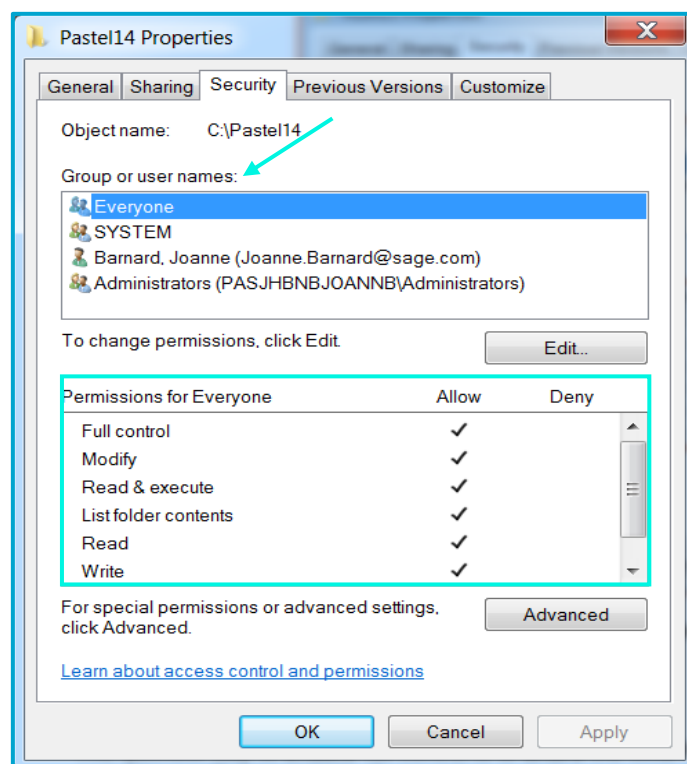 Pastel14 Properties
General Sharing Security Previous Versions Customize
Object name: C:\Pastel14
Group or user names:
Everyone
SYSTEM
Barnard, Joanne (Joanne.Barnard@sage.com)
Administrators (PASJHBNBJOANNB\Administrators)
To change permissions, click Edit.
Edit...
Permissions for Everyone Allow Deny
Full control
Modify
Read & execute
List folder contents
Read
Write
For special permissions or advanced settings,
click Advanced.
Advanced
Learn about access control and permissions
OK Cancel Apply